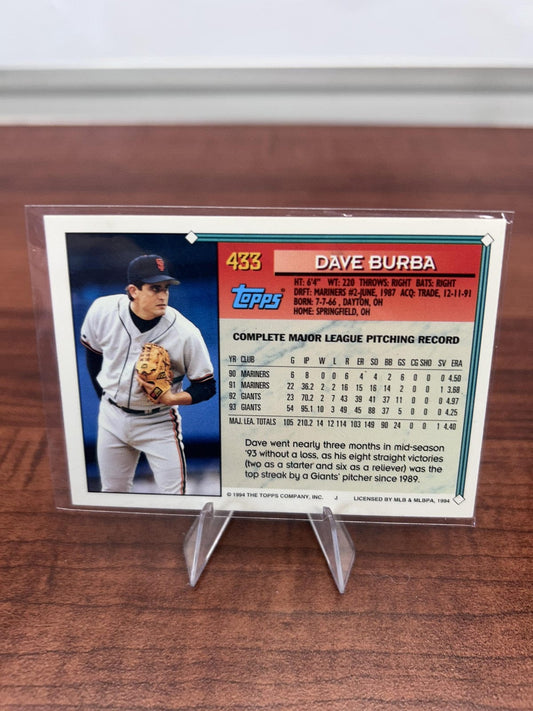 433
DAVE BURBA
Topps
HT: 6'4" WT: 220 THROWS: RIGHT BATS: RIGHT
DRFT: MARINERS #2-JUNE, 1987 ACQ: TRADE, 12-11-91
BORN: 7-7-66, DAYTON, OH
HOME: SPRINGFIELD, OH
COMPLETE MAJOR LEAGUE PITCHING RECORD
YR CLUB G IP W L R ER SO BB GS CG SHO SV ERA
90 MARINERS 6 8 0 0 6 4 4 2 0 0 0 0 4.50
91 MARINERS 22 36.2 2 2 16 15 16 14 2 0 0 1 3.68
92 GIANTS 23 70.2 2 7 43 39 47 31 11 0 0 0 4.97
93 GIANTS 54 95.1 10 3 49 45 88 37 5 0 0 0 4.25
MAJ. LEA. TOTALS 105 210.2 14 12 114 103 149 90 24 0 0 1 4.40
Dave went nearly three months in mid-season
'93 without a loss, as his eight straight victories
(two as a starter and six as a reliever) was the
top streak by a Giants' pitcher since 1989.
© 1994 THE TOPPS COMPANY, INC. J LICENSED BY MLB & MLBPA, 1994